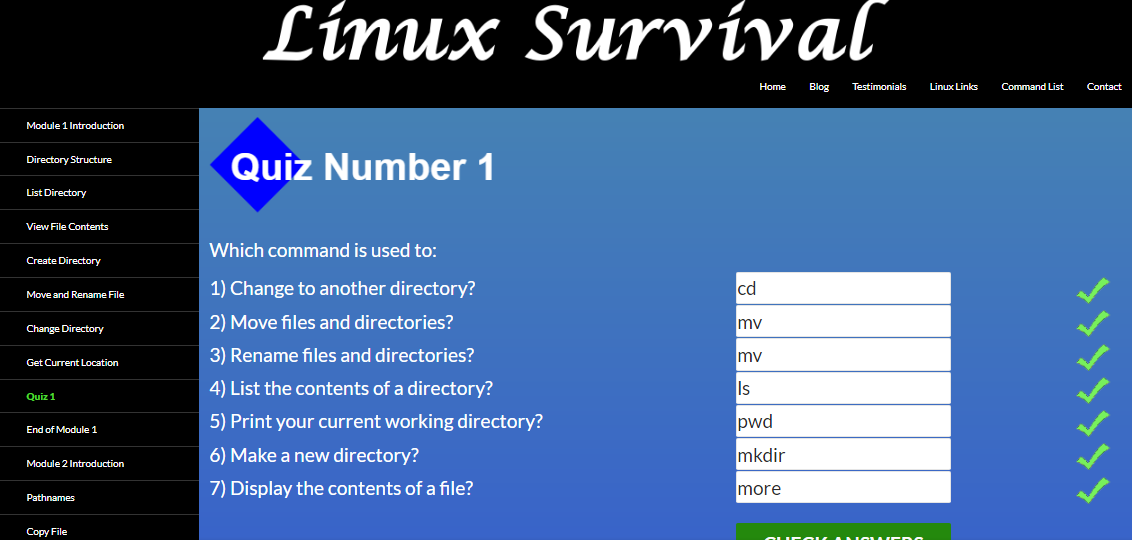 Linux Survival
Home Blog Testimonials Linux Links Command List Contact
Module 1 Introduction
Directory Structure
List Directory
View File Contents
Create Directory
Move and Rename File
Change Directory
Get Current Location
Quiz 1
End of Module 1
Module 2 Introduction
Pathnames
Copy File
Quiz Number 1
Which command is used to:
1) Change to another directory? cd
2) Move files and directories? mv
3) Rename files and directories? mv
4) List the contents of a directory? ls
5) Print your current working directory? pwd
6) Make a new directory? mkdir
7) Display the contents of a file? more
CHECK ANSWERS